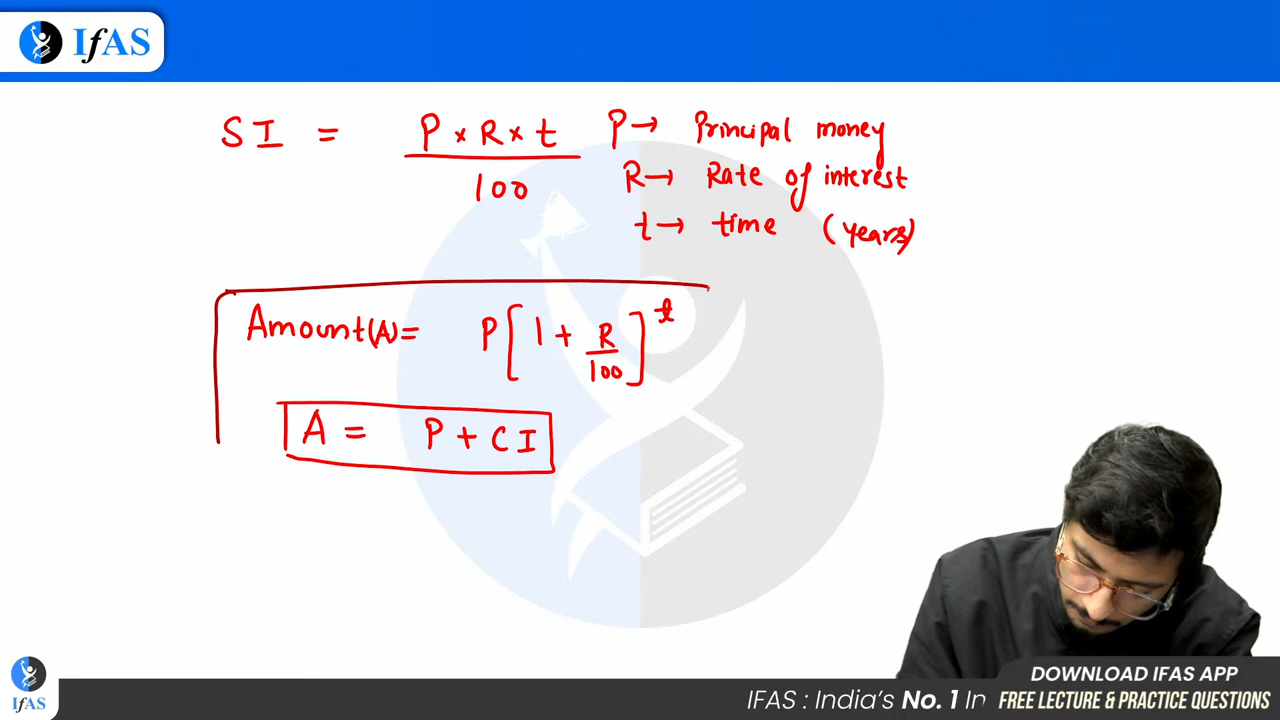 IfAS
SI = P × R × t / 100
P → Principal money
R → Rate of interest
t → time (years)
Amount(A) = P[1 + R/100]^t
A = P + CI
IfAS
DOWNLOAD IFAS APP
IFAS : India's No. 1 In
FREE LECTURE & PRACTICE QUESTIONS